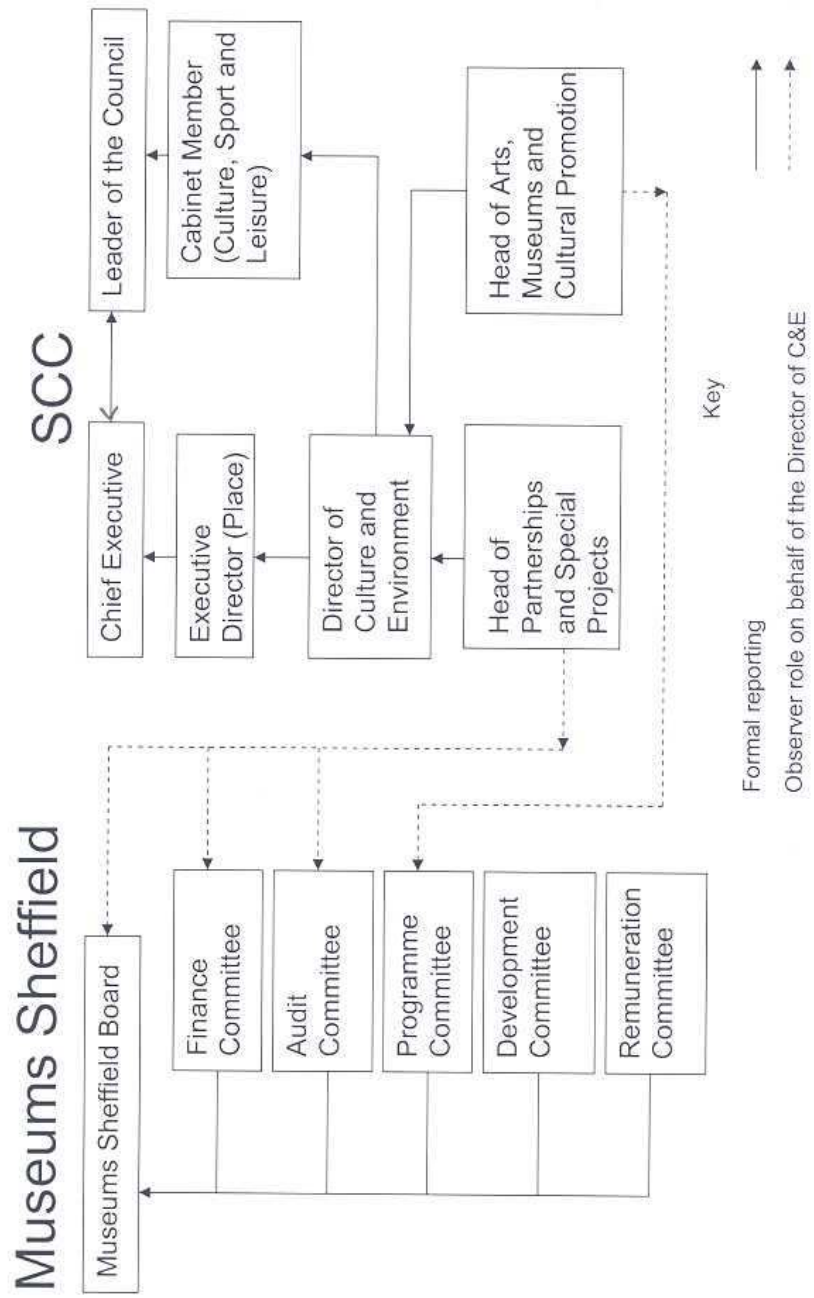 Museums Sheffield
Museums Sheffield Board
Finance
Committee
Audit
Committee
Programme
Committee
Development
Committee
Remuneration
Committee
SCC
Chief Executive
Leader of the Council
Executive
Director (Place)
Cabinet Member
(Culture, Sport and
Leisure)
Director of
Culture and
Environment
Head of
Partnerships
and Special
Projects
Head of Arts,
Museums and
Cultural Promotion
Key
Formal reporting
Observer role on behalf of the Director of C&E